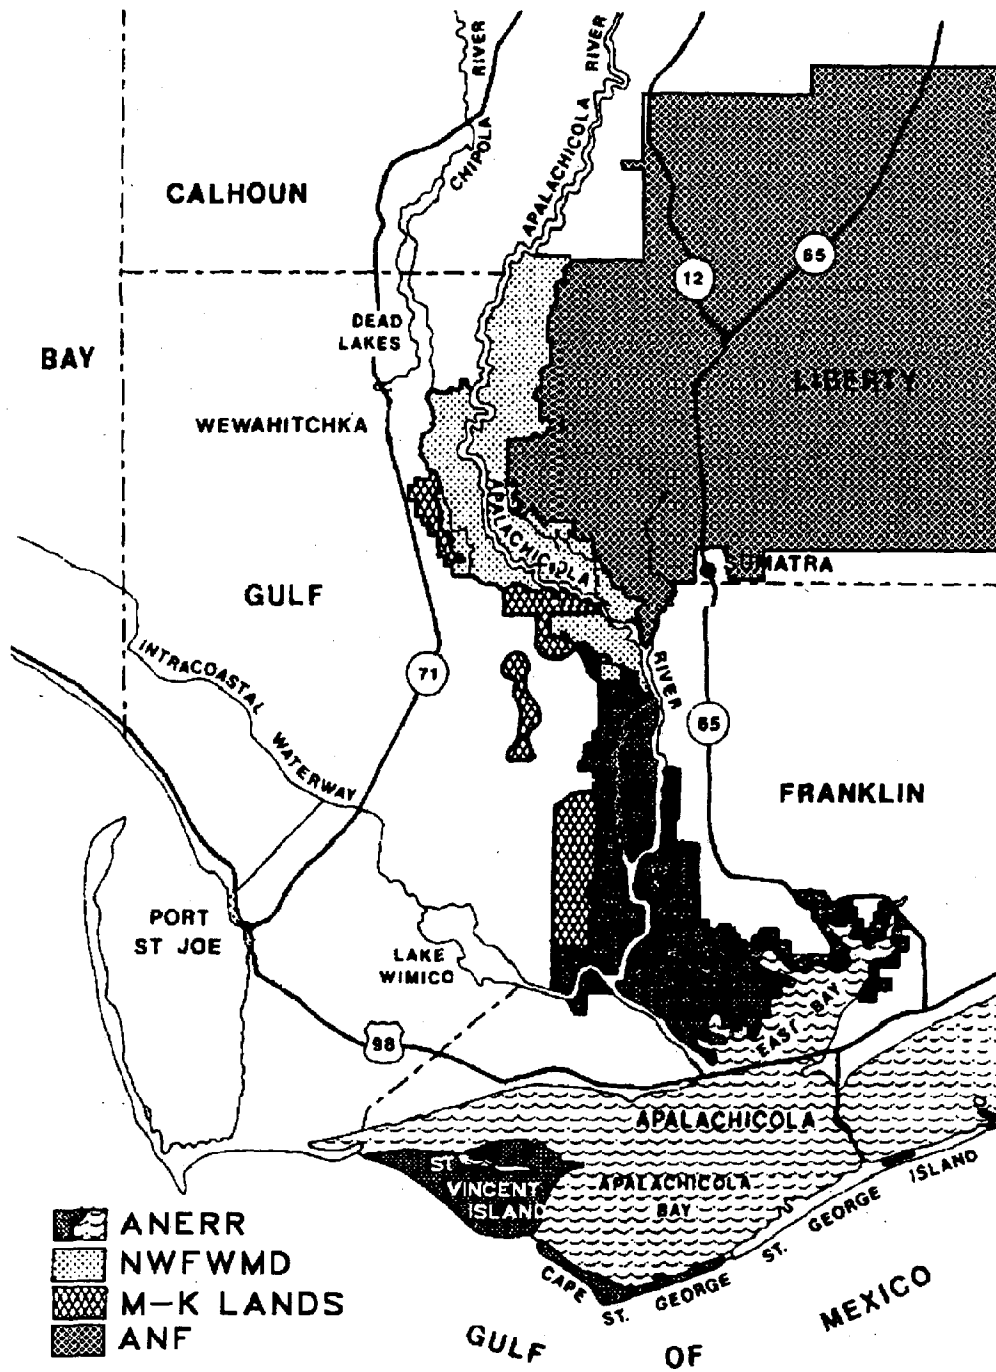 RIVER
RIVER
CHIPOLA
APALACHICOLA
CALHOUN
65
12
DEAD
LAKES
BAY
LIBERTY
WEWAHITCHKA
APALACHICOLA
SUMATRA
GULF
INTRACOASTAL
WATERWAY
71
RIVER
65
FRANKLIN
PORT
ST JOE
LAKE
WIMICO
EAST BAY
98
APALACHICOLA
ST
VINCENT
ISLAND
APALACHICOLA
BAY
ST. GEORGE ISLAND
CAPE
ST. GEORGE
GULF OF MEXICO
ANERR
NWFWMD
M-K LANDS
ANF